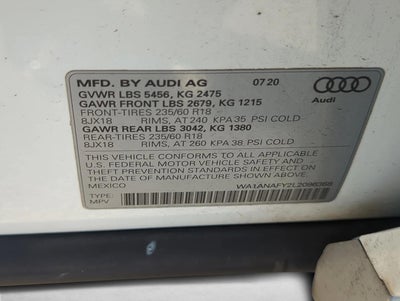 MFD. BY AUDI AG 07 20
GVWR LBS 5456, KG 2475
GAWR FRONT LBS 2679, KG 1215
FRONT-TIRES 235/60 R18
8JX18 RIMS, AT 240 KPA 35 PSI COLD
GAWR REAR LBS 3042, KG 1380
REAR-TIRES 235/60 R18
8JX18 RIMS, AT 260 KPA 38 PSI COLD
Audi
THIS VEHICLE CONFORMS TO ALL APPLICABLE
U.S. FEDERAL MOTOR VEHICLE SAFETY AND
THEFT PREVENTION STANDARDS IN EFFECT ON
THE DATE OF MANUFACTURE SHOWN ABOVE.
MEXICO
TYPE:
MPV